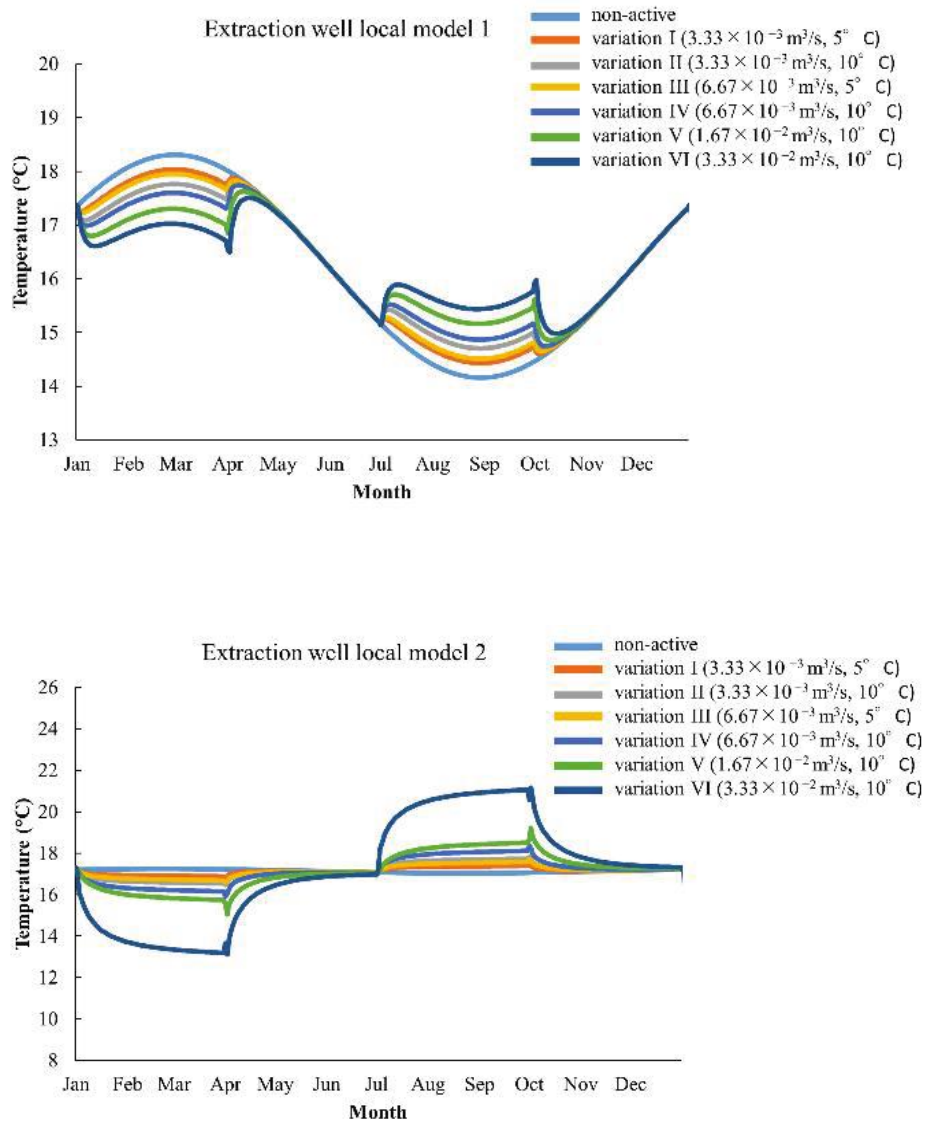 Extraction well local model 1
non-active
variation I (3.33×10⁻³ m³/s, 5° C)
variation II (3.33×10⁻³ m³/s, 10° C)
variation III (6.67×10⁻³ m³/s, 5° C)
variation IV (6.67×10⁻³ m³/s, 10° C)
variation V (1.67×10⁻² m³/s, 10° C)
variation VI (3.33×10⁻² m³/s, 10° C)
Temperature (°C)
20
19
18
17
16
15
14
13
Jan Feb Mar Apr May Jun Jul Aug Sep Oct Nov Dec
Month
Extraction well local model 2
non-active
variation I (3.33×10⁻³ m³/s, 5° C)
variation II (3.33×10⁻³ m³/s, 10° C)
variation III (6.67×10⁻³ m³/s, 5° C)
variation IV (6.67×10⁻³ m³/s, 10° C)
variation V (1.67×10⁻² m³/s, 10° C)
variation VI (3.33×10⁻² m³/s, 10° C)
Temperature (°C)
26
24
22
20
18
16
14
12
10
8
Jan Feb Mar Apr May Jun Jul Aug Sep Oct Nov Dec
Month